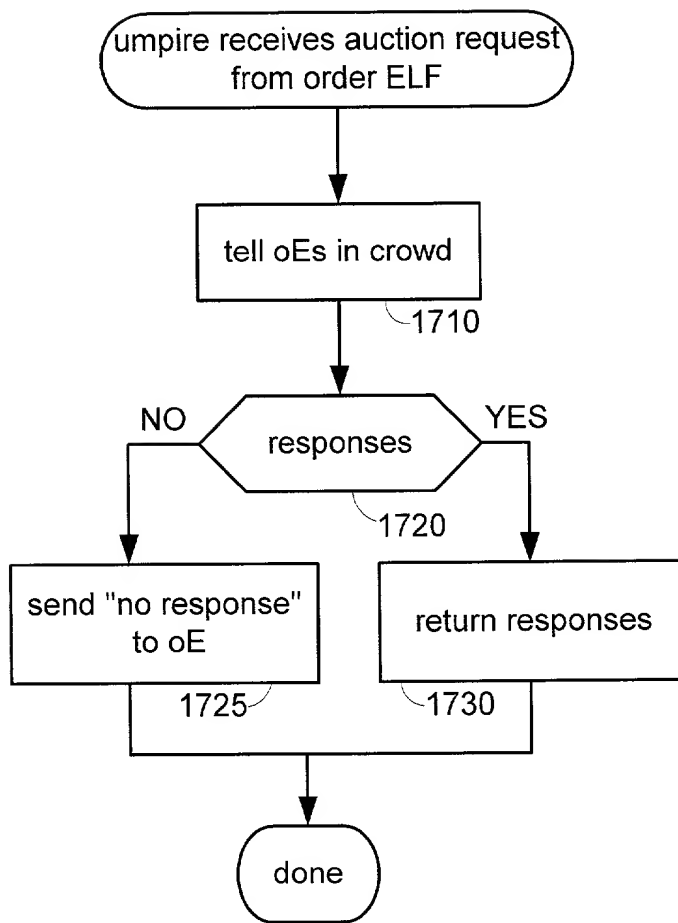 umpire receives auction request
from order ELF
tell oEs in crowd
1710
NO
YES
responses
1720
send "no response"
to oE
return responses
1725
1730
done